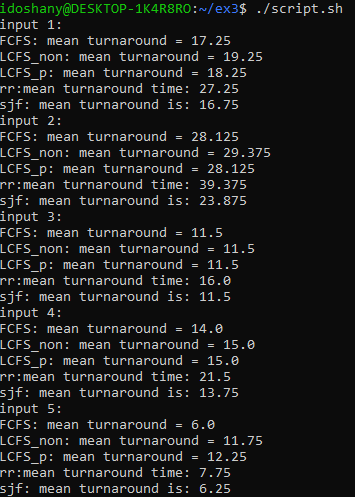 idoshany@DESKTOP-1K4R8RO:~/ex3$ ./script.sh
input 1:
FCFS: mean turnaround = 17.25
LCFS_non: mean turnaround = 19.25
LCFS_p: mean turnaround = 18.25
rr:mean turnaround time: 27.25
sjf: mean turnaround is: 16.75
input 2:
FCFS: mean turnaround = 28.125
LCFS_non: mean turnaround = 29.375
LCFS_p: mean turnaround = 28.125
rr:mean turnaround time: 39.375
sjf: mean turnaround is: 23.875
input 3:
FCFS: mean turnaround = 11.5
LCFS_non: mean turnaround = 11.5
LCFS_p: mean turnaround = 11.5
rr:mean turnaround time: 16.0
sjf: mean turnaround is: 11.5
input 4:
FCFS: mean turnaround = 14.0
LCFS_non: mean turnaround = 15.0
LCFS_p: mean turnaround = 15.0
rr:mean turnaround time: 21.5
sjf: mean turnaround is: 13.75
input 5:
FCFS: mean turnaround = 6.0
LCFS_non: mean turnaround = 11.75
LCFS_p: mean turnaround = 12.25
rr:mean turnaround time: 7.75
sjf: mean turnaround is: 6.25